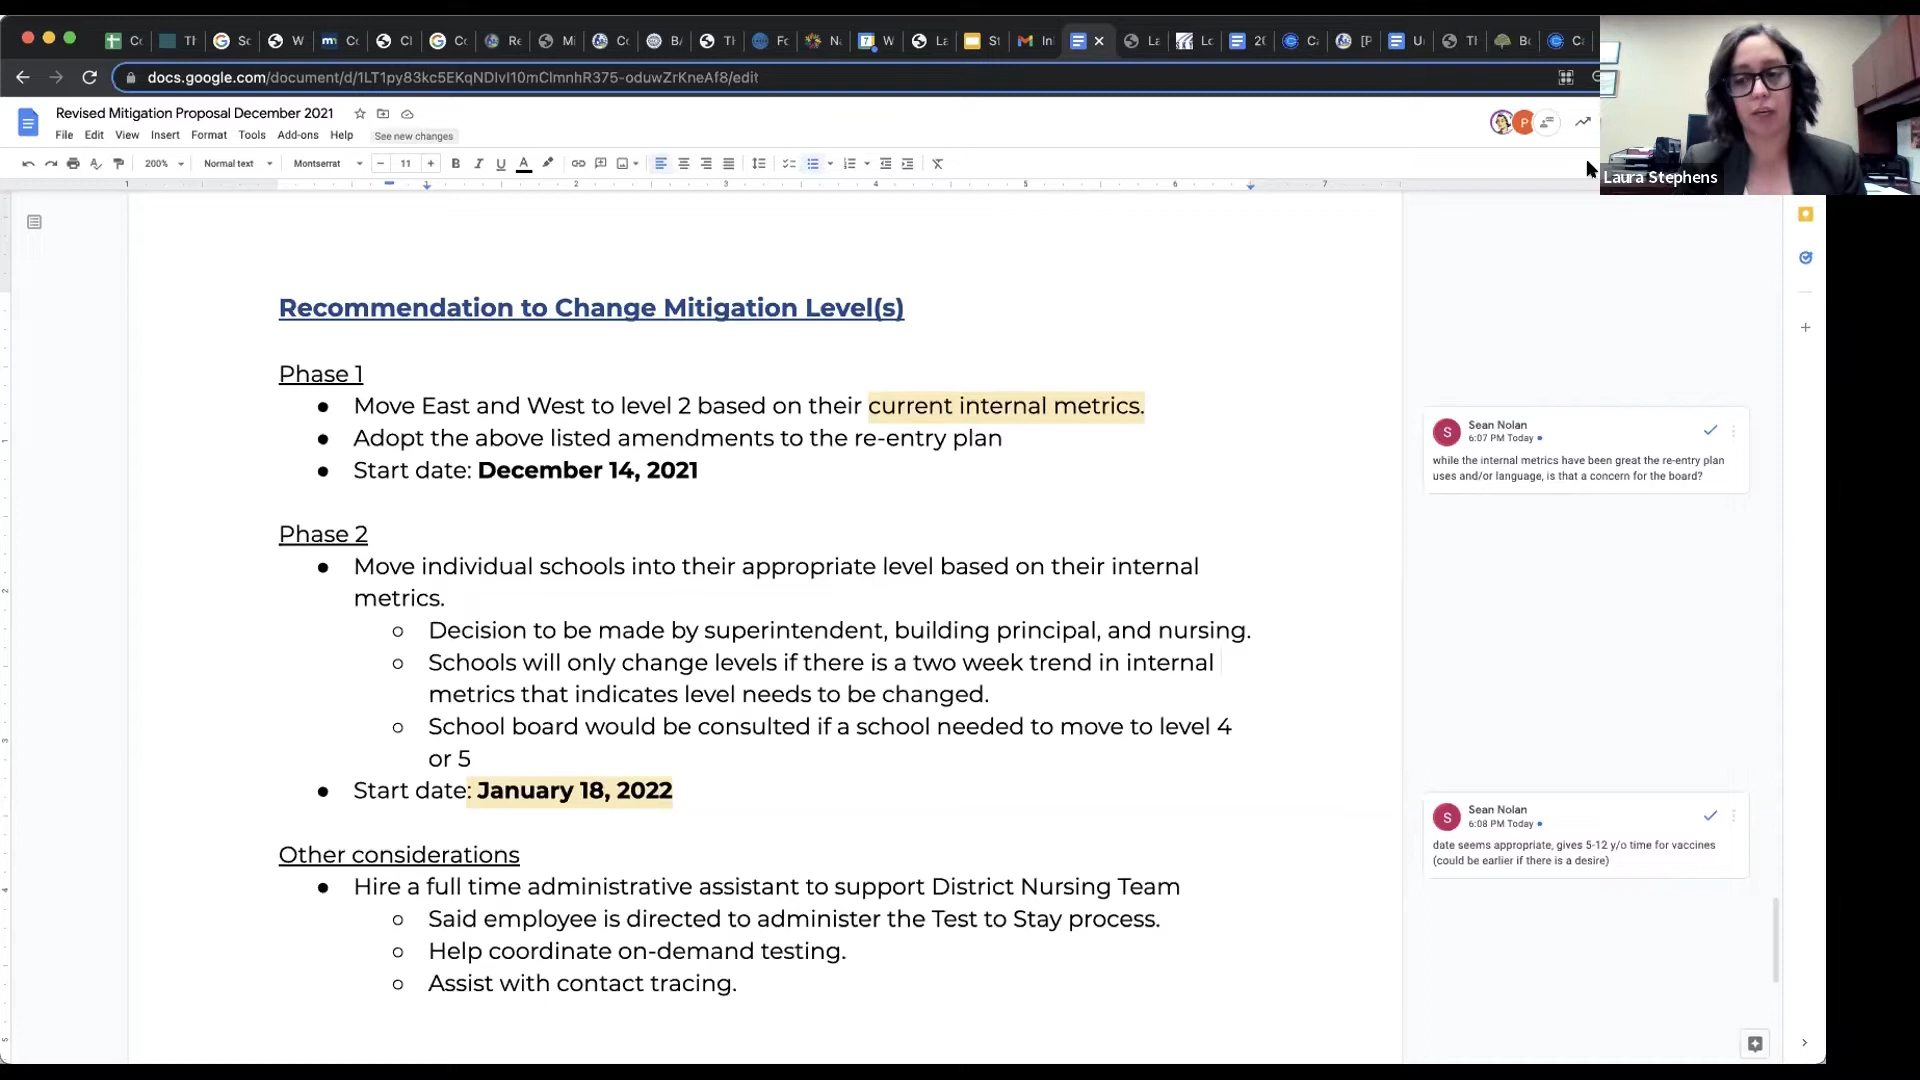 docs.google.com/document/d/1LT1py83kc5EKqNDIvI10mClmnhR375-oduwZrKneAf8/edit
Revised Mitigation Proposal December 2021
File Edit View Insert Format Tools Add-ons Help See new changes
200% Normal text Montserrat 11
Laura Stephens
Recommendation to Change Mitigation Level(s)
Phase 1
● Move East and West to level 2 based on their current internal metrics.
● Adopt the above listed amendments to the re-entry plan
● Start date: December 14, 2021
Sean Nolan
6:07 PM Today
while the internal metrics have been great the re-entry plan
uses and/or language, is that a concern for the board?
Phase 2
● Move individual schools into their appropriate level based on their internal
metrics.
○ Decision to be made by superintendent, building principal, and nursing.
○ Schools will only change levels if there is a two week trend in internal
metrics that indicates level needs to be changed.
○ School board would be consulted if a school needed to move to level 4
or 5
● Start date: January 18, 2022
Sean Nolan
6:08 PM Today
date seems appropriate, gives 5-12 y/o time for vaccines
(could be earlier if there is a desire)
Other considerations
● Hire a full time administrative assistant to support District Nursing Team
○ Said employee is directed to administer the Test to Stay process.
○ Help coordinate on-demand testing.
○ Assist with contact tracing.